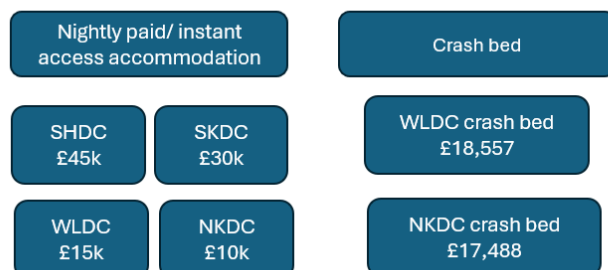 Nightly paid/ instant
access accommodation
Crash bed
SHDC
£45k
SKDC
£30k
WLDC crash bed
£18,557
WLDC
£15k
NKDC
£10k
NKDC crash bed
£17,488